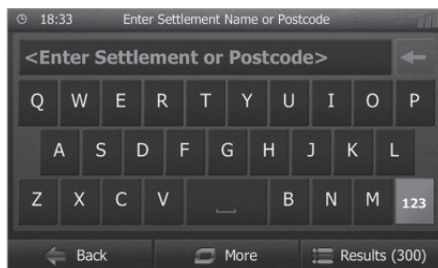 18:33 Enter Settlement Name or Postcode
<Enter Settlement or Postcode>
Q W E R T Y U I O P
A S D F G H J K L
Z X C V B N M 123
Back More Results (300)